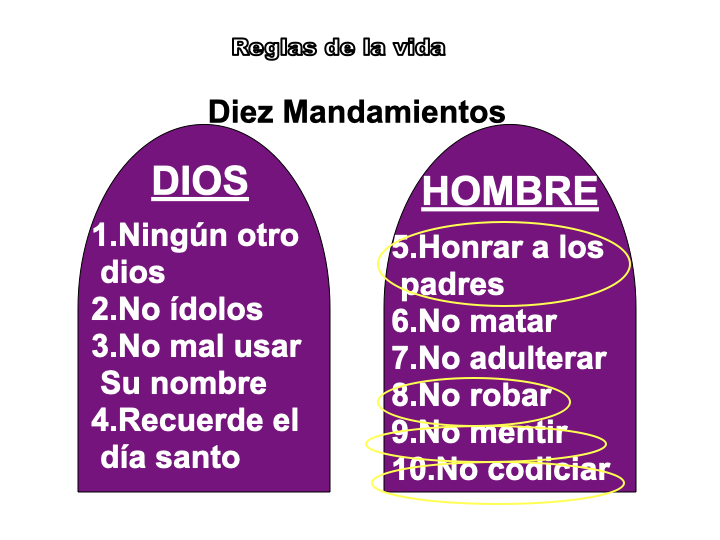 Reglas de la vida
Diez Mandamientos
DIOS
1.Ningún otro
dios
2.No ídolos
3.No mal usar
Su nombre
4.Recuerde el
día santo
HOMBRE
5.Honrar a los
padres
6.No matar
7.No adulterar
8.No robar
9.No mentir
10.No codiciar